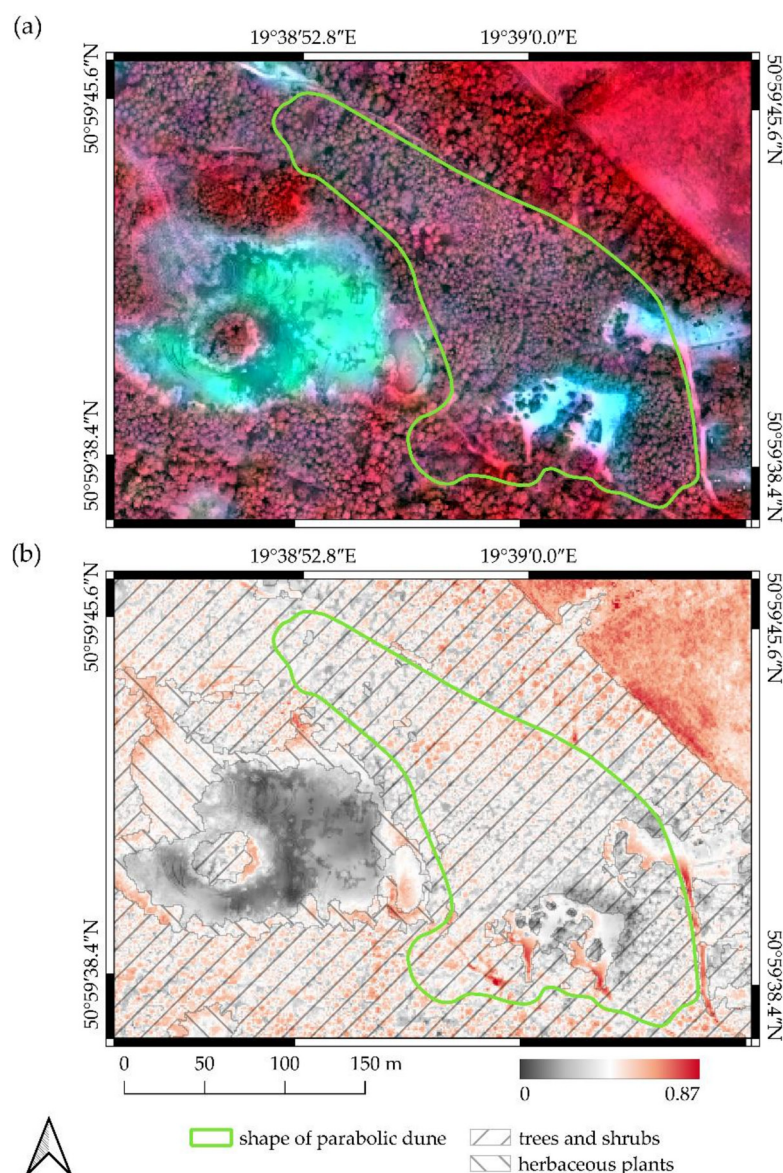 (a)
19°38′52.8″E 19°39′0.0″E
50°59′45.6″N 50°59′45.6″N
50°59′38.4″N 50°59′38.4″N
(b)
19°38′52.8″E 19°39′0.0″E
50°59′45.6″N 50°59′45.6″N
50°59′38.4″N 50°59′38.4″N
0 50 100 150 m
0 0.87
shape of parabolic dune
trees and shrubs
herbaceous plants